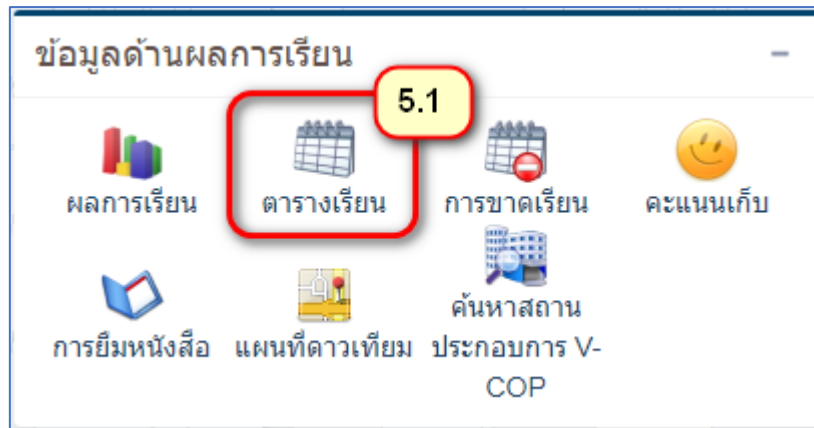 ข้อมูลด้านผลการเรียน
5.1
ผลการเรียน
ตารางเรียน
การขาดเรียน
คะแนนเก็บ
การยืมหนังสือ
แผนที่ดาวเทียม
ค้นหาสถาน
ประกอบการ V-
COP